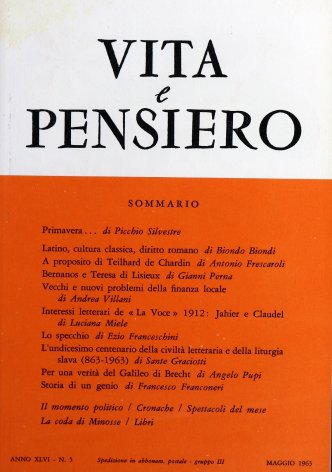 VITA
e
PENSIERO
SOMMARIO
Primavera . . . di Picchio Silvestre
Latino, cultura classica, diritto romano di Biondo Biondi
A proposito di Teilhard de Chardin di Antonio Frescaroli
Bernanos e Teresa di Lisieux di Gianni Perna
Vecchi e nuovi problemi della finanza locale
di Andrea Villani
Interessi letterari de « La Voce » 1912: Jahier e Claudel
di Luciana Miele
Lo specchio di Ezio Franceschini
L'undicesimo centenario della civiltà letteraria e della liturgia
slava (863-1963) di Sante Graciotti
Per una verità del Galileo di Brecht di Angelo Pupi
Storia di un genio di Francesco Franconeri
Il momento politico / Cronache / Spettacoli del mese
La coda di Minosse / Libri
ANNO XLVI - N. 5 Spedizione in abbonam. postale - gruppo III MAGGIO 1963